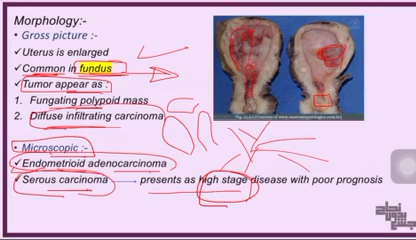 Morphology:-
• Gross picture :-
✓Uterus is enlarged
✓Common in fundus
✓Tumor appear as :
1. Fungating polypoid mass
2. Diffuse infiltrating carcinoma
• Microscopic :-
✓Endometrioid adenocarcinoma
✓Serous carcinoma → presents as high stage disease with poor prognosis